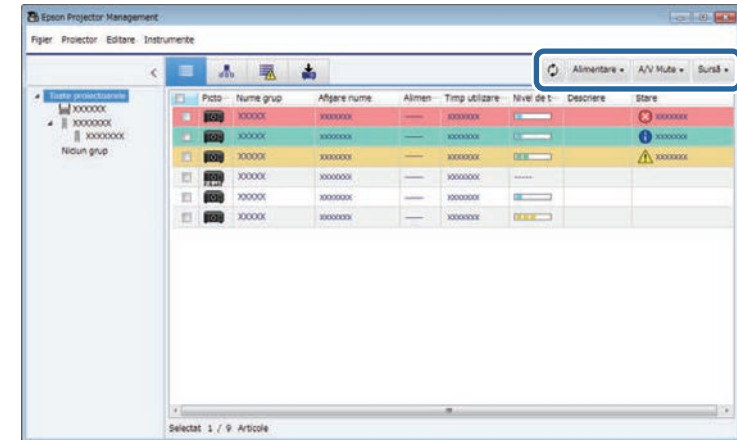 Epson Projector Management
Fişier Proiector Editare Instrumente
Alimentare A/V Mute Sursă
Toate proiectoarele
XXXXXX
XXXXXXX
XXXXXXX
Niciun grup
Picto··· Nume grup Afişare nume Alimen··· Timp utilizare··· Nivel de t··· Descriere Stare
XXXXX XXXXXXX ---- XXXXXXX XXXXXXX
XXXXX XXXXXXX ---- XXXXXXX XXXXXXX
XXXXX XXXXXXX ---- XXXXXXX XXXXXXX
XXXXX XXXXXXX ---- XXXXXXX -----
XXXXX XXXXXXX ---- XXXXXXX
XXXXX XXXXXXX ---- XXXXXXX
Selectat 1 / 9 Articole